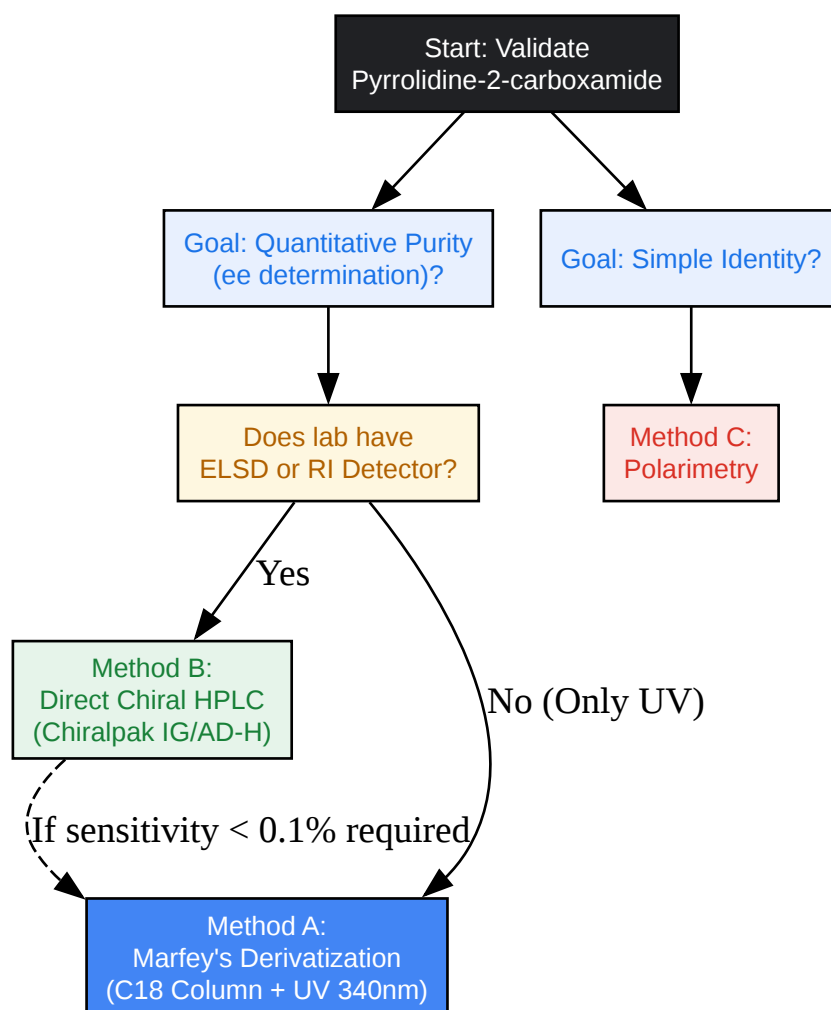 Start: Validate
Pyrrolidine-2-carboxamide
Goal: Quantitative Purity
(ee determination)?
Goal: Simple Identity?
Does lab have
ELSD or RI Detector?
Method C:
Polarimetry
Yes
Method B:
Direct Chiral HPLC
(Chiralpak IG/AD-H)
No (Only UV)
If sensitivity < 0.1% required
Method A:
Marfey's Derivatization
(C18 Column + UV 340nm)